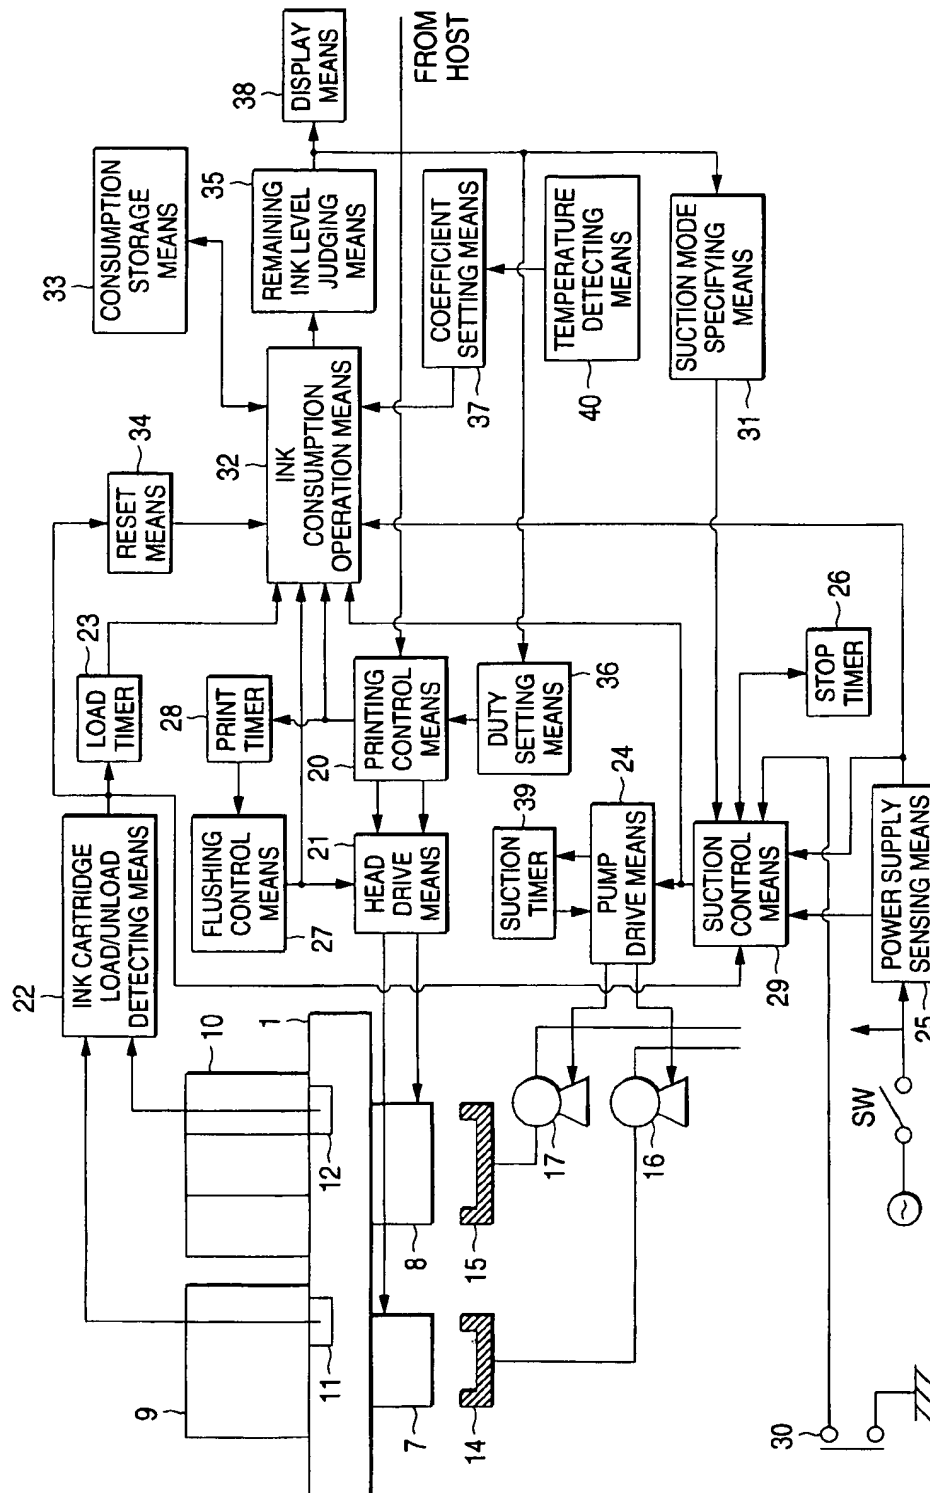 33
CONSUMPTION
STORAGE
MEANS
38
DISPLAY
MEANS
35
REMAINING
INK LEVEL
JUDGING
MEANS
FROM
HOST
34
RESET
MEANS
32
INK
CONSUMPTION
OPERATION MEANS
COEFFICIENT
SETTING MEANS
37
TEMPERATURE
DETECTING
MEANS
40
SUCTION MODE
SPECIFYING
MEANS
31
23
LOAD
TIMER
28
PRINT
TIMER
PRINTING
CONTROL
MEANS
20
DUTY
SETTING
MEANS
36
26
STOP
TIMER
22
INK CARTRIDGE
LOAD/UNLOAD
DETECTING MEANS
FLUSHING
CONTROL
MEANS
27
21
HEAD
DRIVE
MEANS
39
SUCTION
TIMER
24
PUMP
DRIVE MEANS
SUCTION
CONTROL
MEANS
29
POWER SUPPLY
SENSING MEANS
25
10
1
12
8
15
17
16
SW
9
11
7
14
30